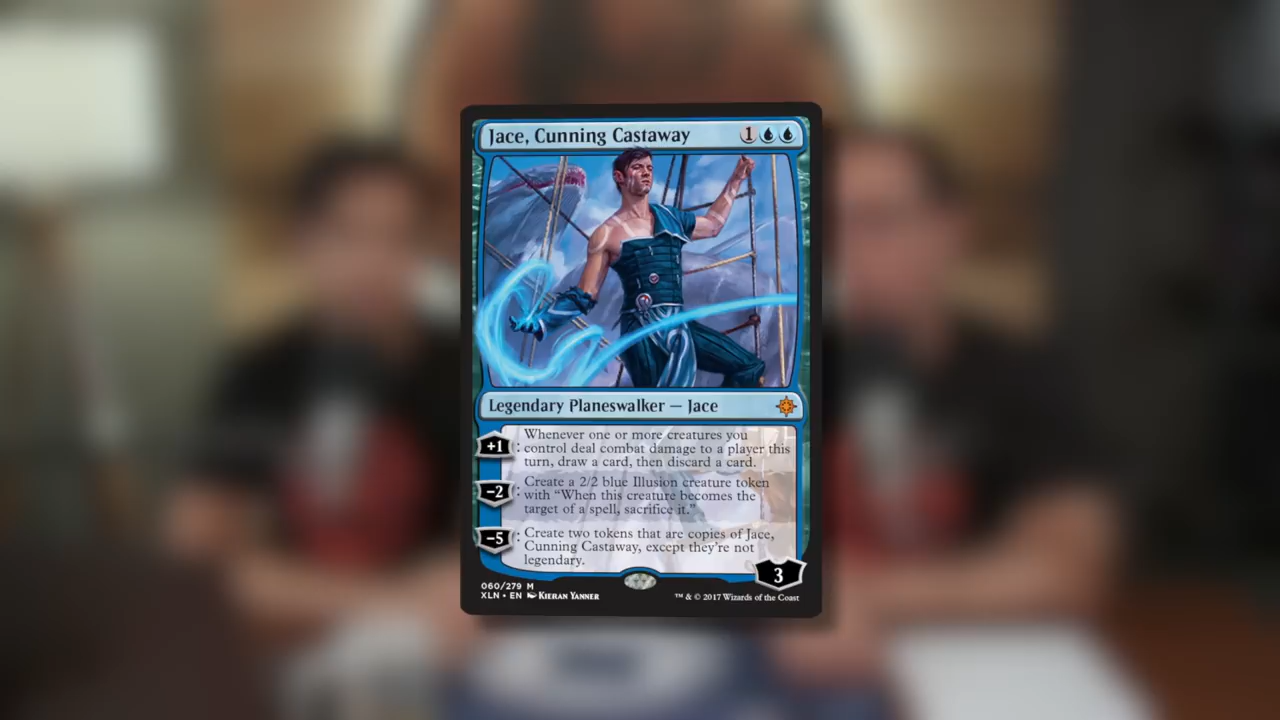 Jace, Cunning Castaway 1
Legendary Planeswalker — Jace
+1: Whenever one or more creatures you
control deal combat damage to a player this
turn, draw a card, then discard a card.
-2: Create a 2/2 blue Illusion creature token
with “When this creature becomes the
target of a spell, sacrifice it.”
-5: Create two tokens that are copies of Jace,
Cunning Castaway, except they're not
legendary.
3
060/279 M
XLN • EN Kieran Yanner
™ & © 2017 Wizards of the Coast